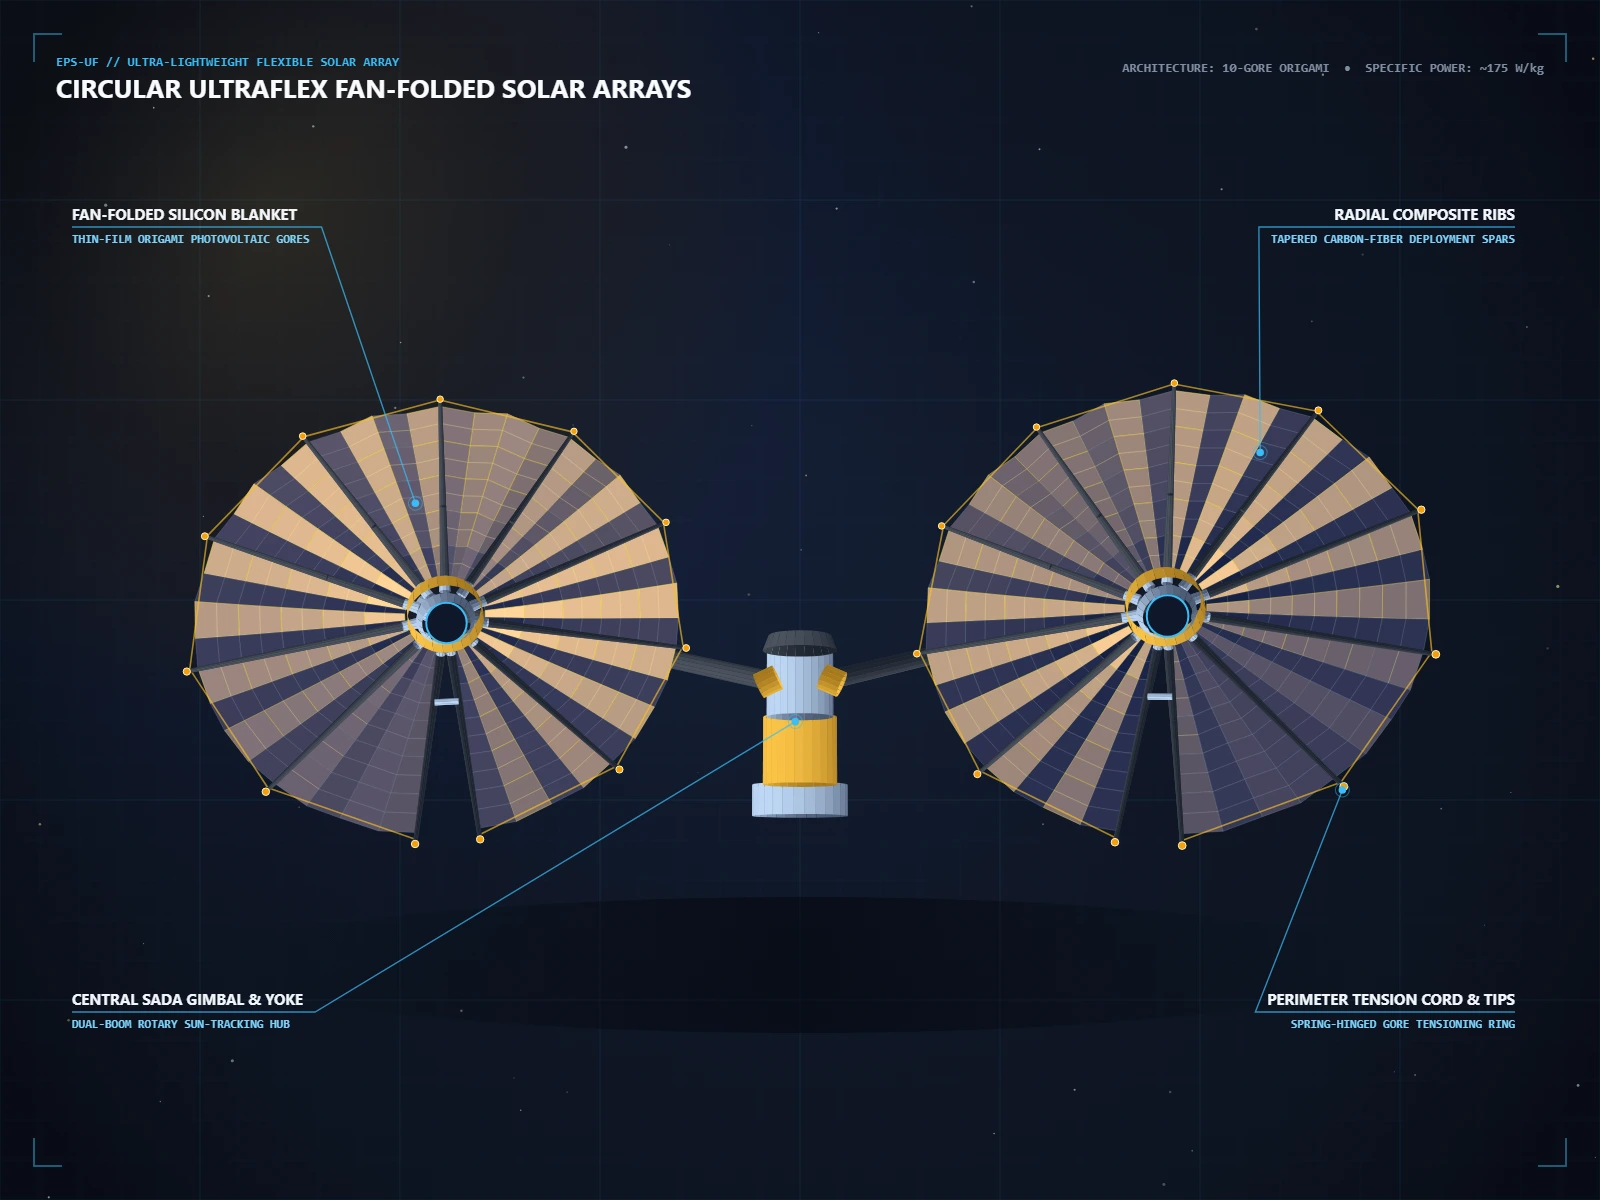 EPS-UF // ULTRA-LIGHTWEIGHT FLEXIBLE SOLAR ARRAY
CIRCULAR ULTRAFLEX FAN-FOLDED SOLAR ARRAYS
ARCHITECTURE: 10-GORE ORIGAMI ● SPECIFIC POWER: ~175 W/kg
FAN-FOLDED SILICON BLANKET
THIN-FILM ORIGAMI PHOTOVOLTAIC GORES
RADIAL COMPOSITE RIBS
TAPERED CARBON-FIBER DEPLOYMENT SPARS
CENTRAL SADA GIMBAL & YOKE
DUAL-BOOM ROTARY SUN-TRACKING HUB
PERIMETER TENSION CORD & TIPS
SPRING-HINGED GORE TENSIONING RING